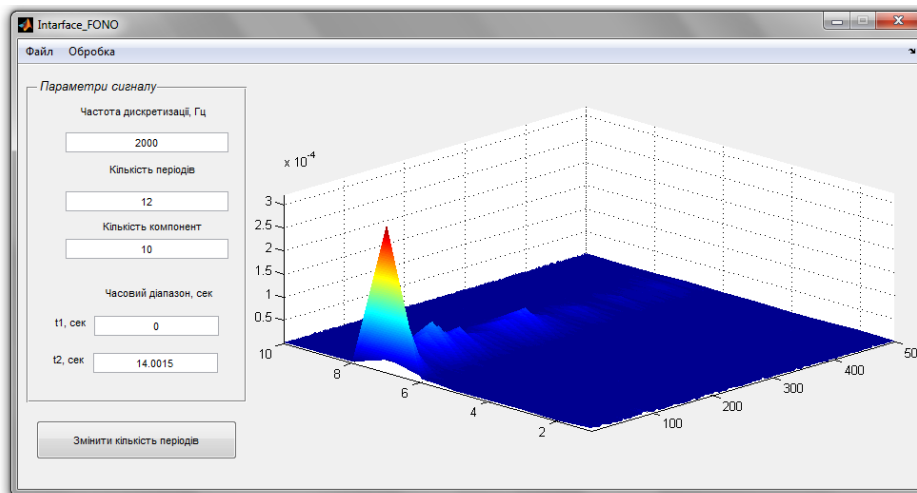 Intarface_FONO
Файл Обробка
Параметри сигналу
Частота дискретизації, Гц
2000
Кількість періодів
12
Кількість компонент
10
Часовий діапазон, сек
t1, сек 0
t2, сек 14.0015
Змінити кількість періодів
x 10^-4
3
2.5
2
1.5
1
0.5
10
8
6
4
2
100
200
300
400
50